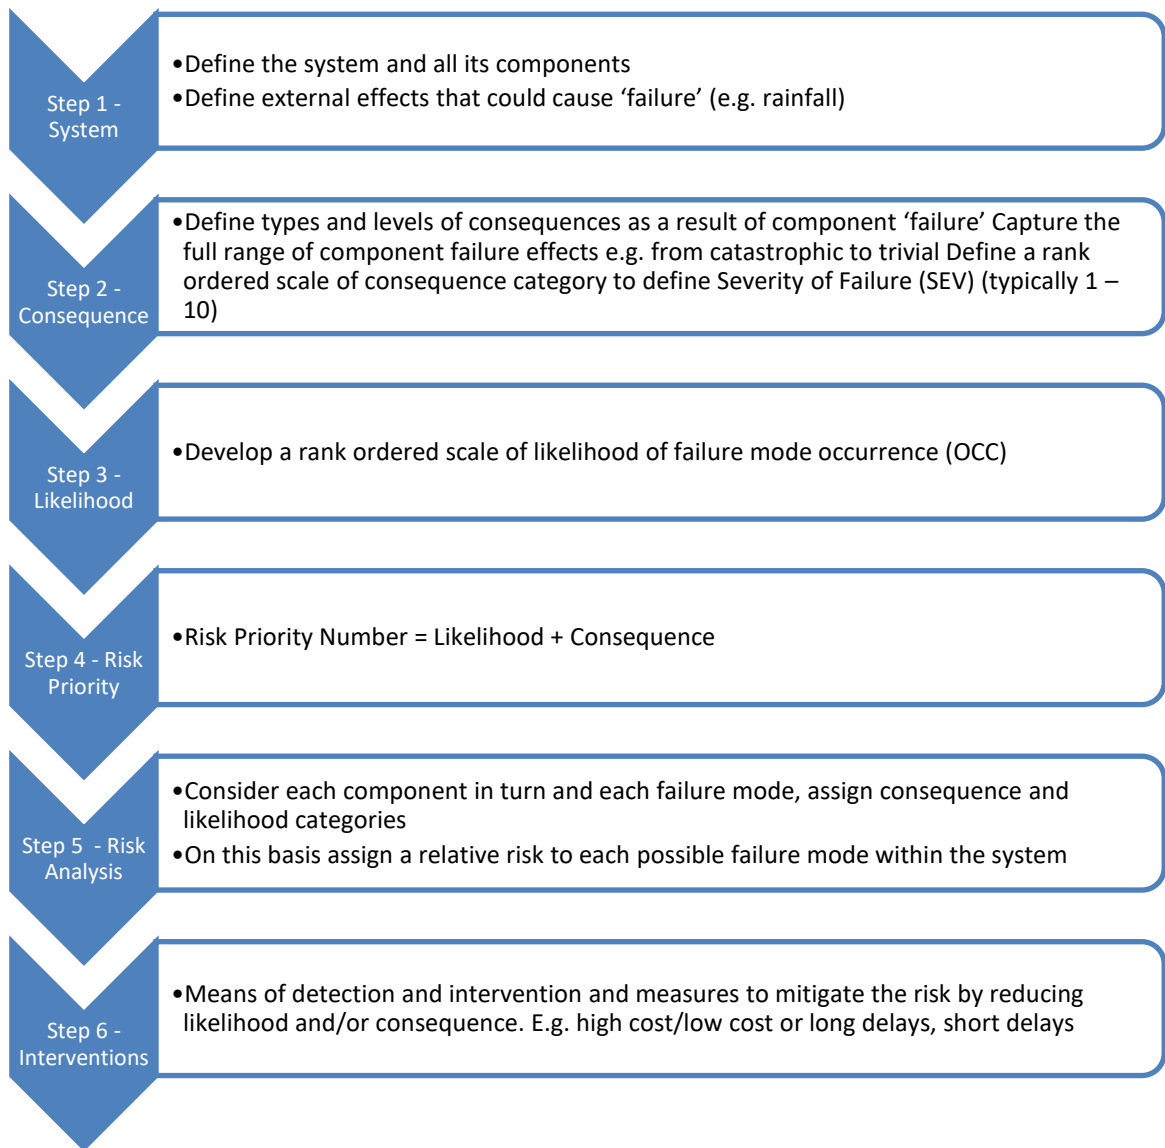 Step 1 -
System
•Define the system and all its components
•Define external effects that could cause ‘failure’ (e.g. rainfall)
Step 2 -
Consequence
•Define types and levels of consequences as a result of component ‘failure’ Capture the
full range of component failure effects e.g. from catastrophic to trivial Define a rank
ordered scale of consequence category to define Severity of Failure (SEV) (typically 1 –
10)
Step 3 -
Likelihood
•Develop a rank ordered scale of likelihood of failure mode occurrence (OCC)
Step 4 - Risk
Priority
•Risk Priority Number = Likelihood + Consequence
Step 5  - Risk
Analysis
•Consider each component in turn and each failure mode, assign consequence and
likelihood categories
•On this basis assign a relative risk to each possible failure mode within the system
Step 6 -
Interventions
•Means of detection and intervention and measures to mitigate the risk by reducing
likelihood and/or consequence. E.g. high cost/low cost or long delays, short delays